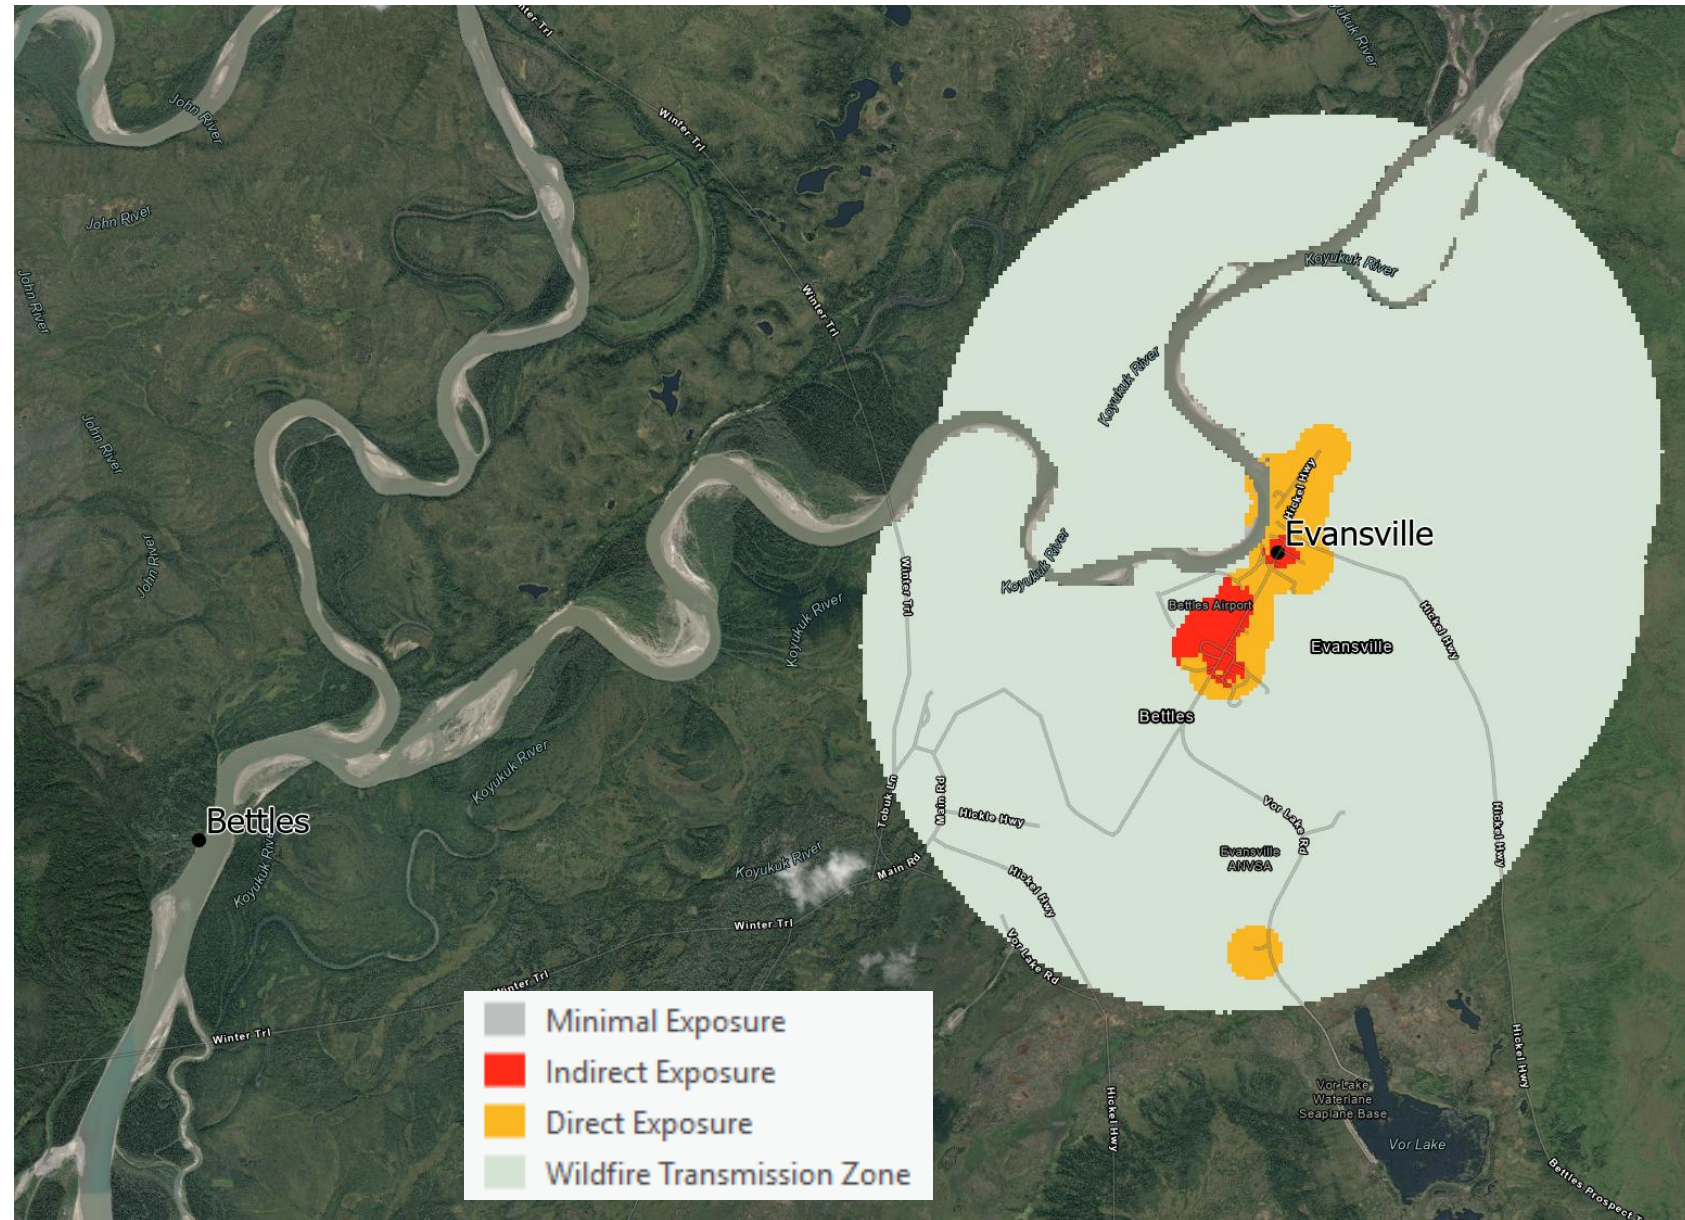 Winter Trl
Koyukuk River
John River
Winter Trl
John River
Koyukuk River
John River
Winter Trl
Koyukuk River
John River
Hickel Hwy
Evansville
John River
Koyukuk River
Winter Trl
Bettles Airport
Hickel Hwy
Koyukuk River
Evansville
Bettles
Koyukuk River
Tobuk Ln
Main Rd
Hickle Hwy
Vor Lake Rd
Hickel Hwy
Bettles
Koyukuk River
Koyukuk River
Main Rd
Evansville
ANVSA
Hickel Hwy
Winter Trl
Vor Lake Rd
Winter Trl
Winter Trl
Minimal Exposure
Indirect Exposure
Direct Exposure
Wildfire Transmission Zone
Hickel Hwy
Hickel Hwy
Vor Lake
Waterlane
Seaplane Base
Vor Lake
Bettles Prospect T